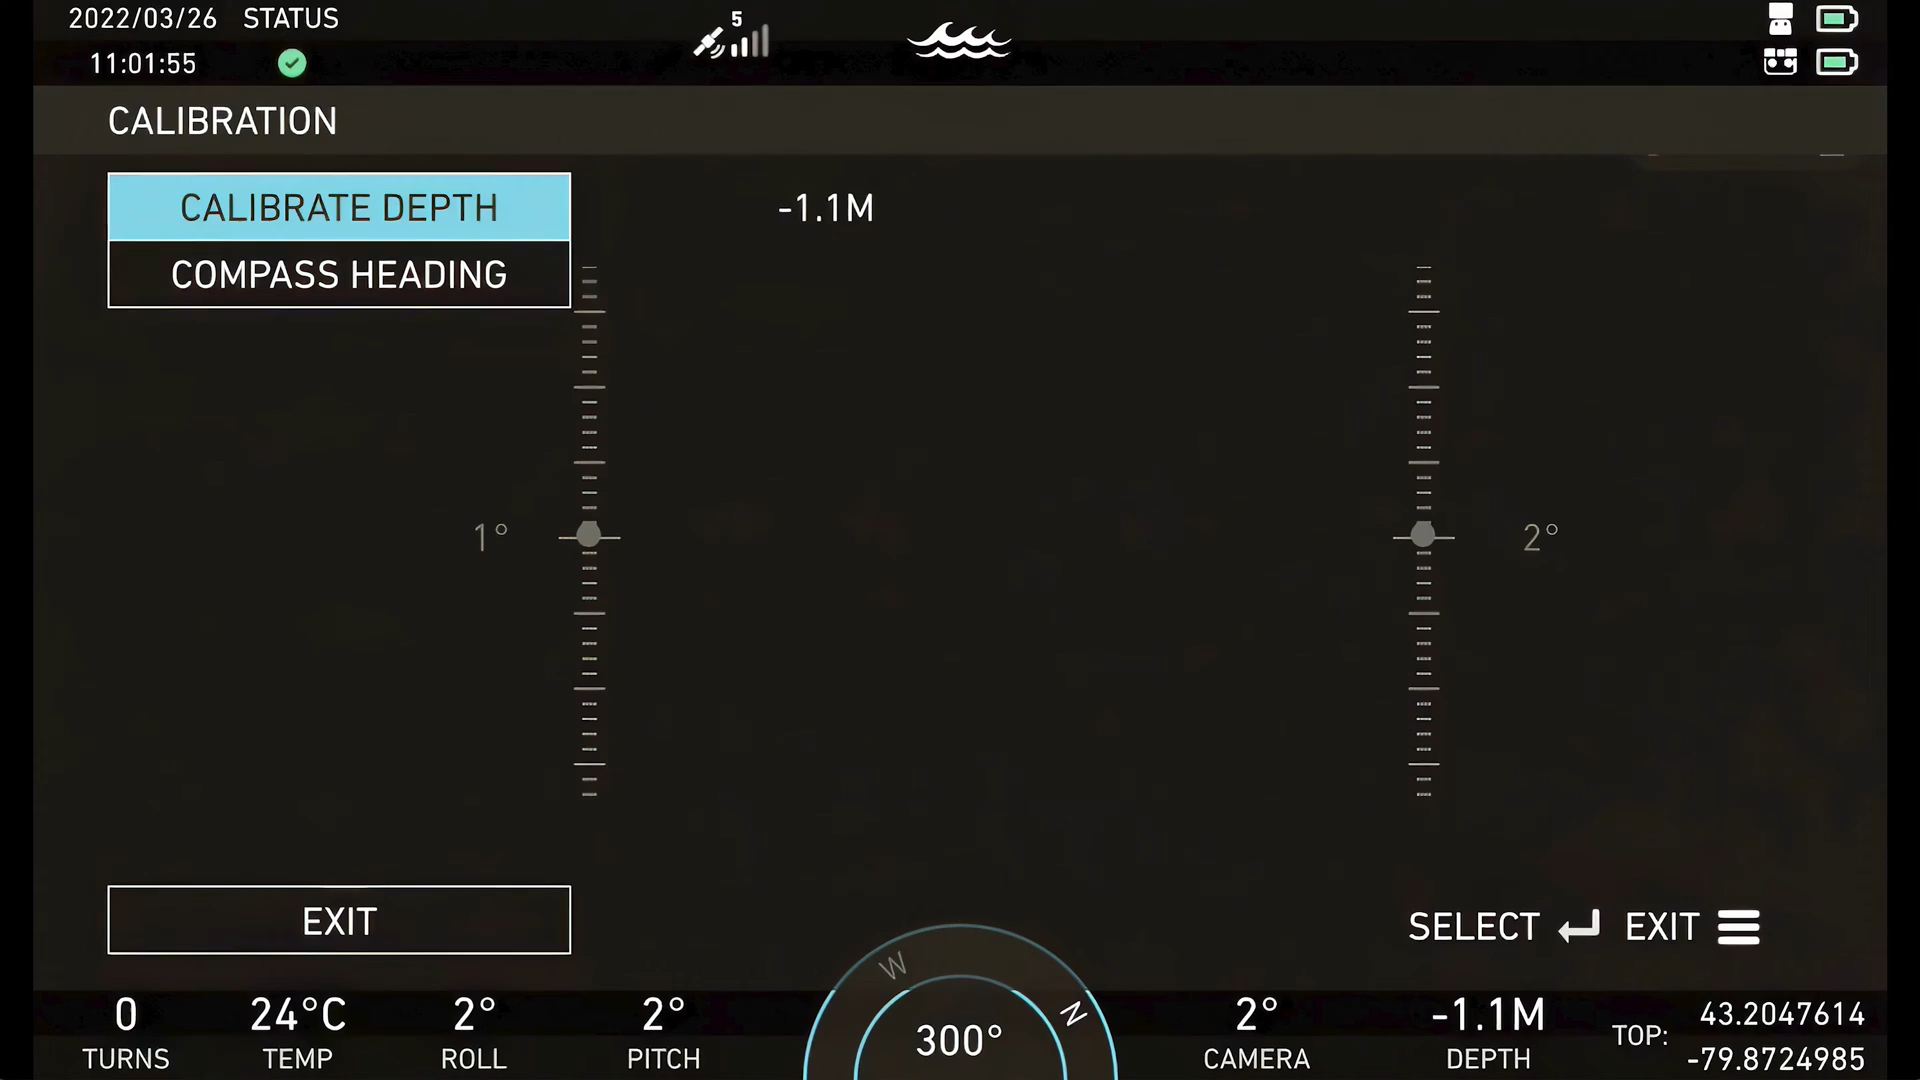 2022/03/26 STATUS
5
11:01:55
CALIBRATION
CALIBRATE DEPTH -1.1M
COMPASS HEADING
1° 2°
EXIT
SELECT EXIT
W N
0 24°C 2° 2° 300° 2° -1.1M TOP: 43.2047614
TURNS TEMP ROLL PITCH CAMERA DEPTH -79.8724985